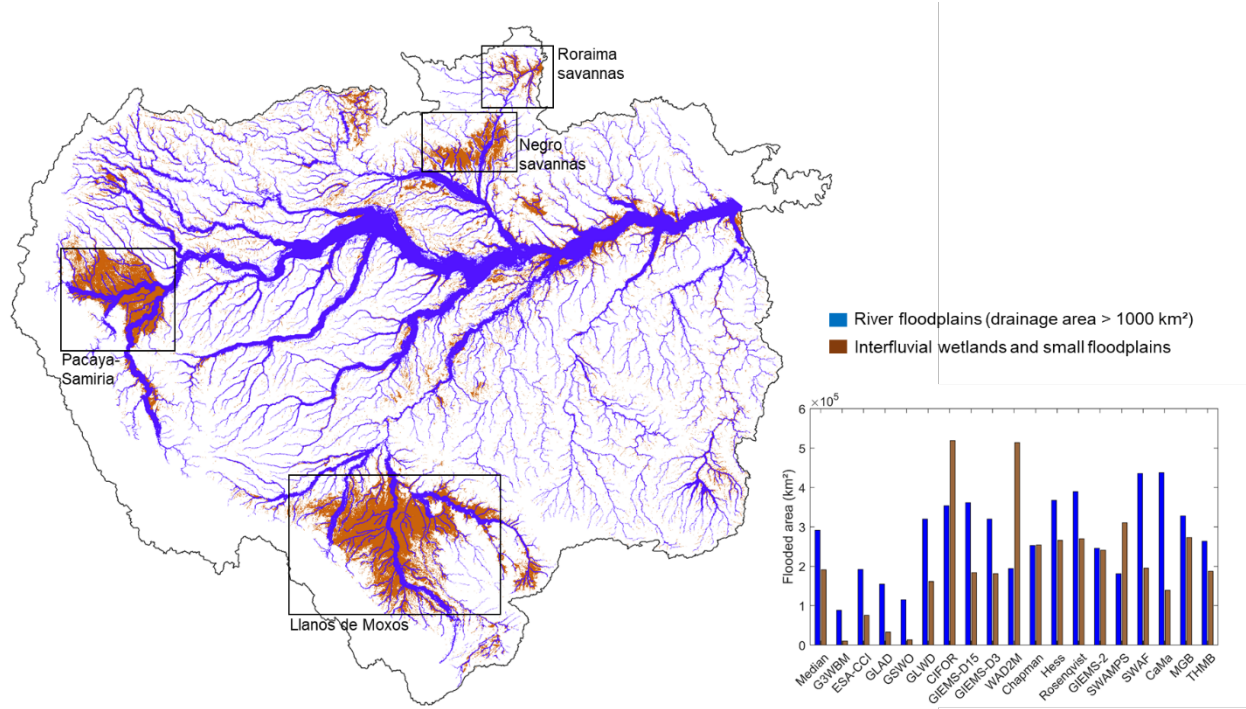 Roraima
savannas
Negro
savannas
Pacaya-
Samiria
Llanos de Moxos
River floodplains (drainage area > 1000 km²)
Interfluvial wetlands and small floodplains
×10⁵
6
5
4
3
2
1
0
Flooded area (km²)
Median
G3WBM
ESA-CCI
GLAD
GSWO
GLWD
CIFOR
GIEMS-D15
GIEMS-D3
WAD2M
Chapman
Hess
Rosenqvist
GIEMS-2
SWAMPS
SWAF
CaMa
MGB
THMB